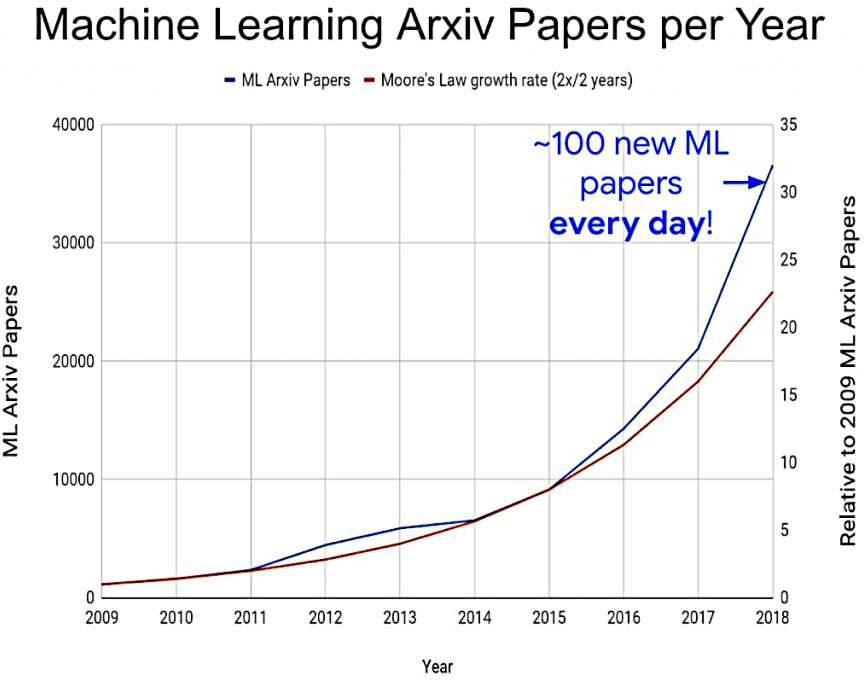 Machine Learning Arxiv Papers per Year
ML Arxiv Papers Moore's Law growth rate (2x/2 years)
40000
30000
20000
10000
0
ML Arxiv Papers
~100 new ML
papers
every day!
35
30
25
20
15
10
5
0
Relative to 2009 ML Arxiv Papers
2009 2010 2011 2012 2013 2014 2015 2016 2017 2018
Year